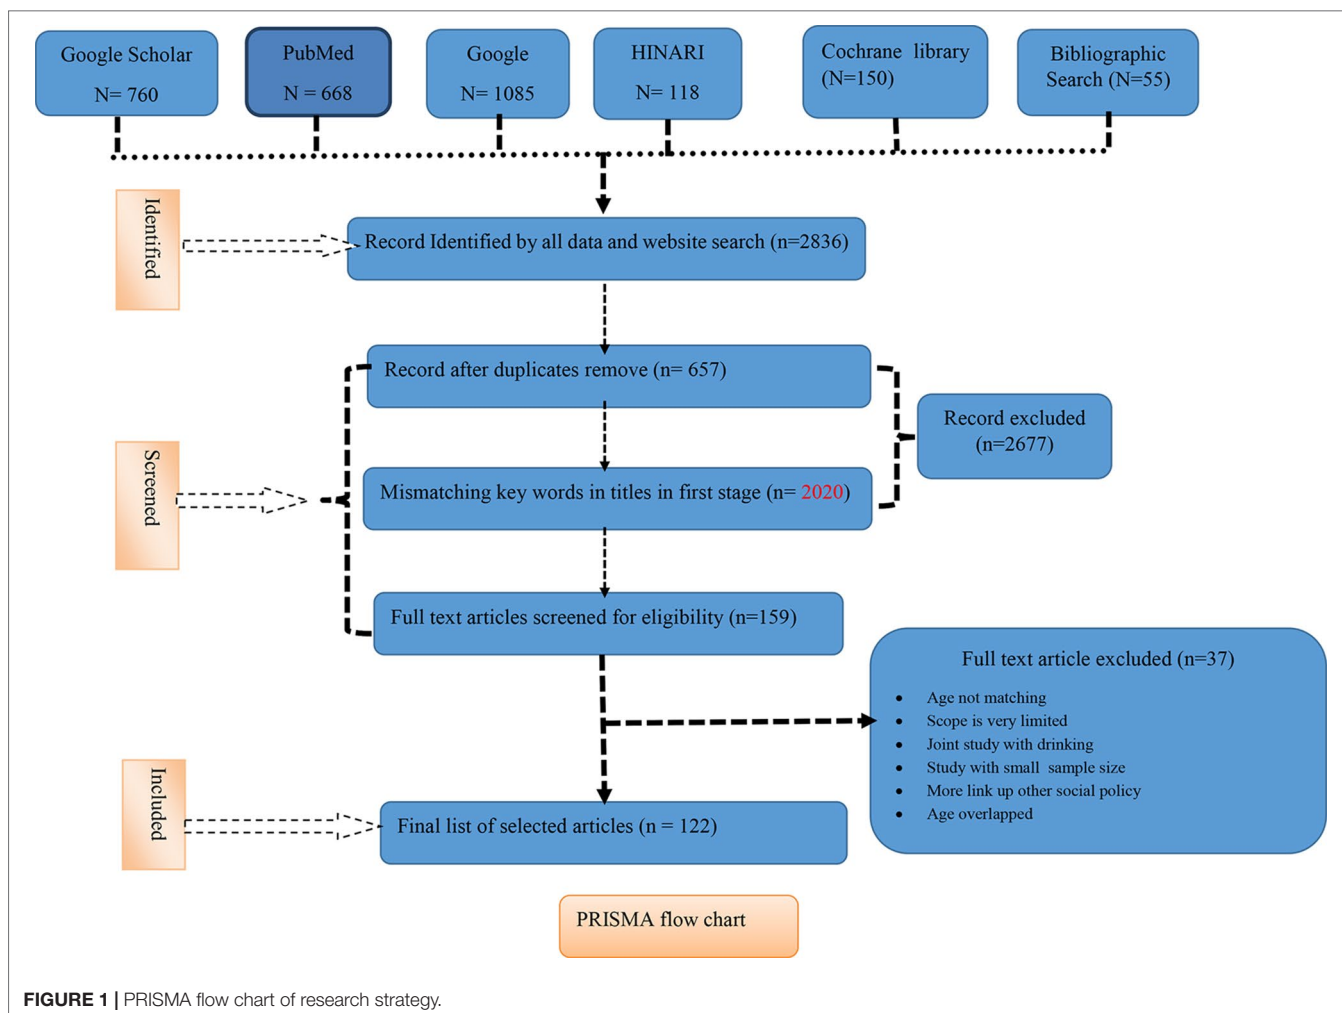 Google Scholar
N= 760
PubMed
N = 668
Google
N= 1085
HINARI
N= 118
Cochrane library
(N=150)
Bibliographic
Search (N=55)
Identified
Record Identified by all data and website search (n=2836)
Record after duplicates remove (n= 657)
Record excluded
(n=2677)
Screened
Mismatching key words in titles in first stage (n= 2020)
Full text articles screened for eligibility (n=159)
Full text article excluded (n=37)
• Age not matching
• Scope is very limited
• Joint study with drinking
• Study with small sample size
• More link up other social policy
• Age overlapped
Included
Final list of selected articles (n = 122)
PRISMA flow chart
FIGURE 1 | PRISMA flow chart of research strategy.